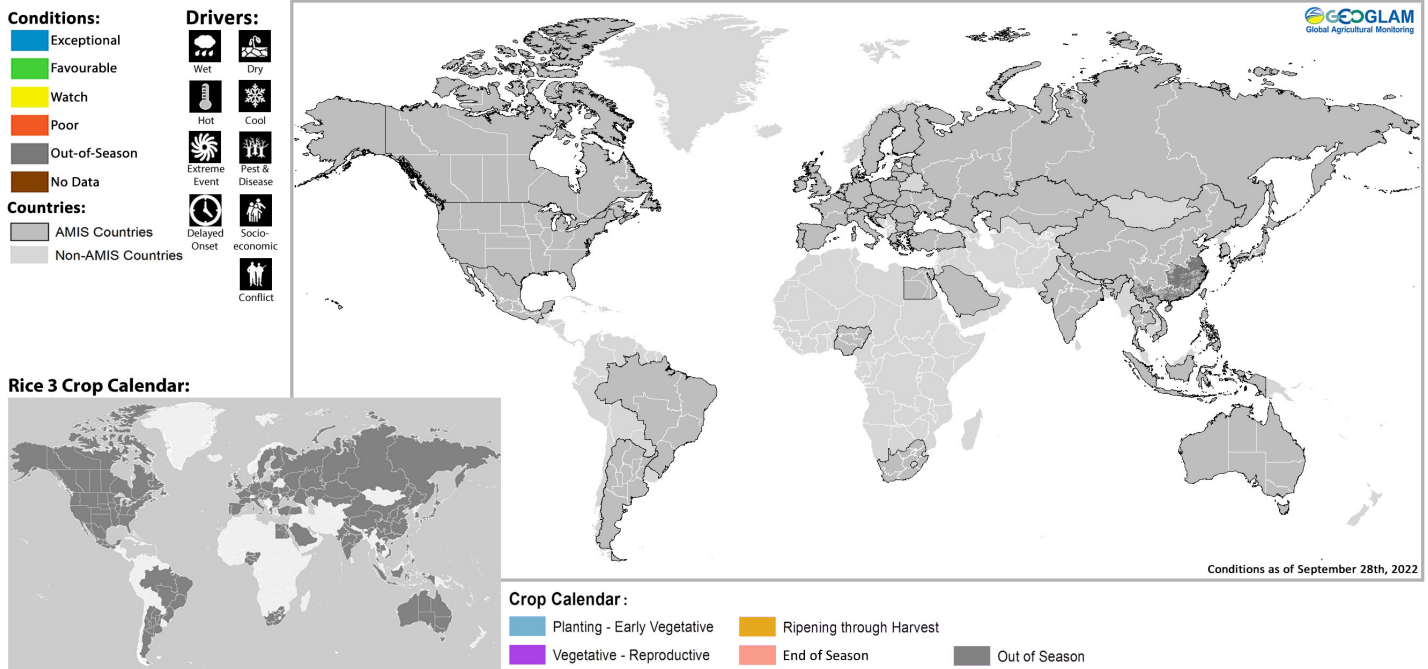 Conditions:
Exceptional
Favourable
Watch
Poor
Out-of-Season
No Data
Countries:
AMIS Countries
Non-AMIS Countries
Drivers:
Wet
Dry
Hot
Cool
Extreme
Event
Pest &
Disease
Delayed
Onset
Socio-
economic
Conflict
GEOGLAM
Global Agricultural Monitoring
Conditions as of September 28th, 2022
Rice 3 Crop Calendar:
Crop Calendar :
Planting - Early Vegetative
Ripening through Harvest
Vegetative - Reproductive
End of Season
Out of Season